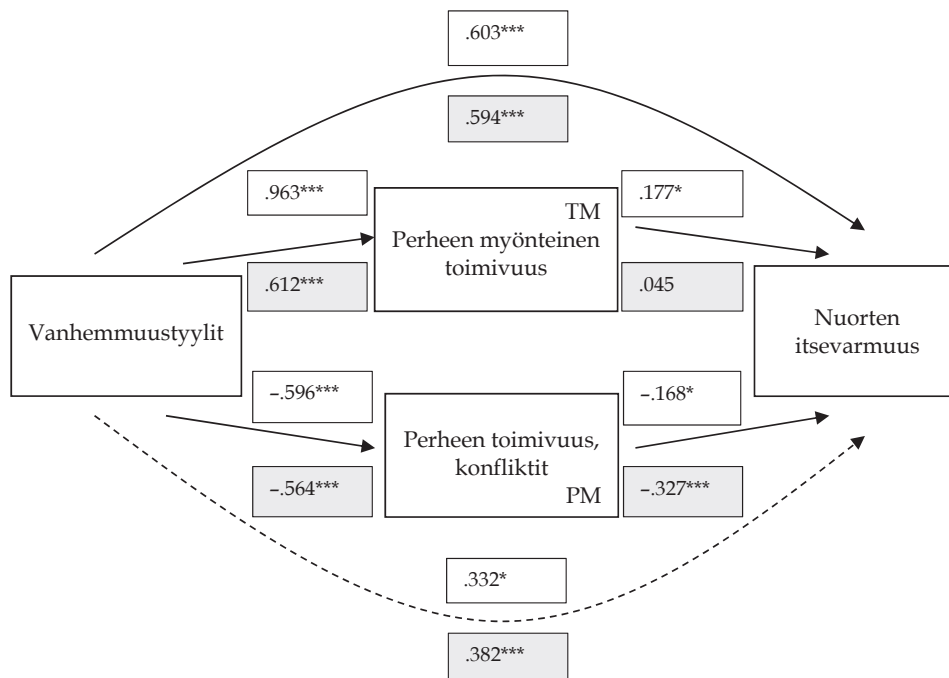 .603***
.594***
.963***
.177*
TM
Perheen myönteinen
toimivuus
.612***
.045
Vanhemmuustyylit
Nuorten
itsevarmuus
–.596***
–.168*
Perheen toimivuus,
konfliktit
PM
–.564***
–.327***
.332*
.382***